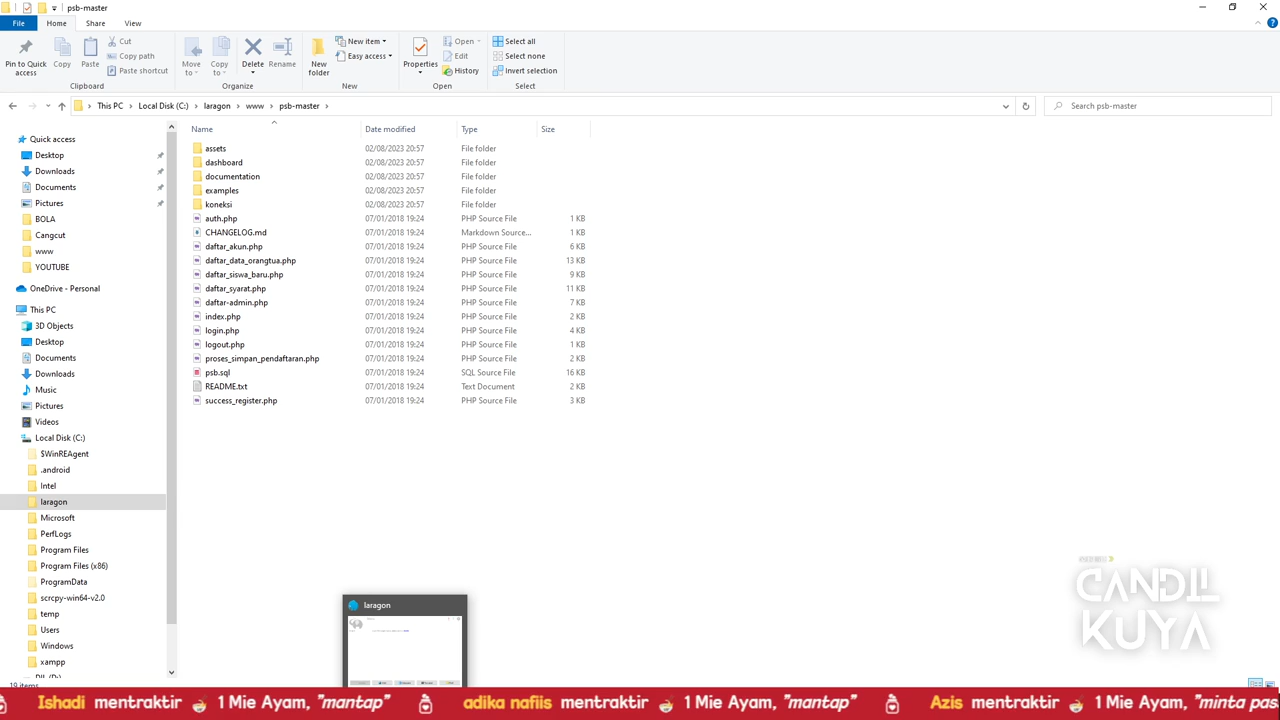 psb-master
File Home Share View
Pin to Quick access
Copy
Paste
Cut
Copy path
Paste shortcut
Clipboard
Move to
Copy to
Delete
Rename
Organize
New folder
New item
Easy access
New
Properties
Open
Edit
History
Open
Select all
Select none
Invert selection
Select
This PC > Local Disk (C:) > laragon > www > psb-master >
Search psb-master
Quick access
Desktop
Downloads
Documents
Pictures
BOLA
Cangcut
www
YOUTUBE
OneDrive - Personal
This PC
3D Objects
Desktop
Documents
Downloads
Music
Pictures
Videos
Local Disk (C:)
$WinREAgent
.android
Intel
laragon
Microsoft
PerfLogs
Program Files
Program Files (x86)
ProgramData
scrcpy-win64-v2.0
temp
Users
Windows
xampp
19 items
Name Date modified Type Size
assets 02/08/2023 20:57 File folder
dashboard 02/08/2023 20:57 File folder
documentation 02/08/2023 20:57 File folder
examples 02/08/2023 20:57 File folder
koneksi 02/08/2023 20:57 File folder
auth.php 07/01/2018 19:24 PHP Source File 1 KB
CHANGELOG.md 07/01/2018 19:24 Markdown Source... 1 KB
daftar_akun.php 07/01/2018 19:24 PHP Source File 6 KB
daftar_data_orangtua.php 07/01/2018 19:24 PHP Source File 13 KB
daftar_siswa_baru.php 07/01/2018 19:24 PHP Source File 9 KB
daftar_syarat.php 07/01/2018 19:24 PHP Source File 11 KB
daftar-admin.php 07/01/2018 19:24 PHP Source File 7 KB
index.php 07/01/2018 19:24 PHP Source File 2 KB
login.php 07/01/2018 19:24 PHP Source File 4 KB
logout.php 07/01/2018 19:24 PHP Source File 1 KB
proses_simpan_pendaftaran.php 07/01/2018 19:24 PHP Source File 2 KB
psb.sql 07/01/2018 19:24 SQL Source File 16 KB
README.txt 07/01/2018 19:24 Text Document 2 KB
success_register.php 07/01/2018 19:24 PHP Source File 3 KB
laragon
CANDIL
KUYA
Ishadi mentraktir 1 Mie Ayam, "mantap" adika nafiis mentraktir 1 Mie Ayam, "mantap" Azis mentraktir 1 Mie Ayam, "minta pas